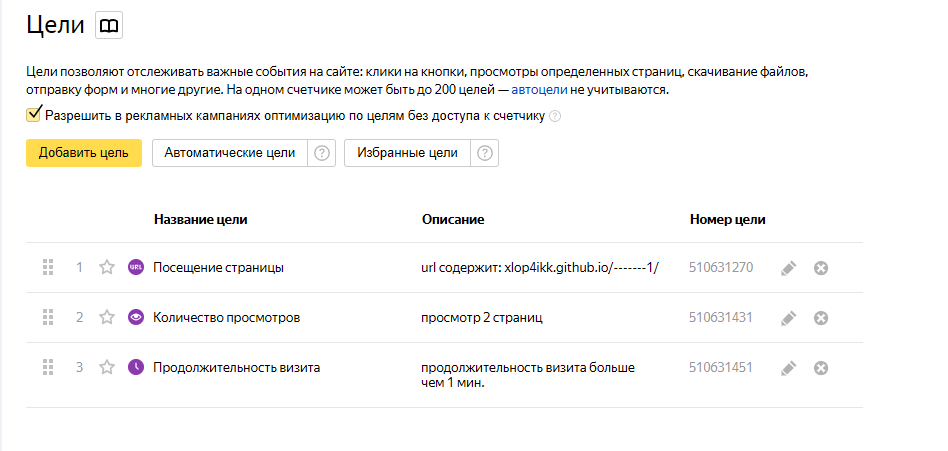 Цели
Цели позволяют отслеживать важные события на сайте: клики на кнопки, просмотры определенных страниц, скачивание файлов,
отправку форм и многие другие. На одном счетчике может быть до 200 целей — автоцели не учитываются.
Разрешить в рекламных кампаниях оптимизацию по целям без доступа к счетчику ?
Добавить цель Автоматические цели ? Избранные цели ?
Название цели Описание Номер цели
1 URL Посещение страницы url содержит: xlop4ikk.github.io/-------1/ 510631270
2 Количество просмотров просмотр 2 страниц 510631431
3 Продолжительность визита продолжительность визита больше 510631451
чем 1 мин.